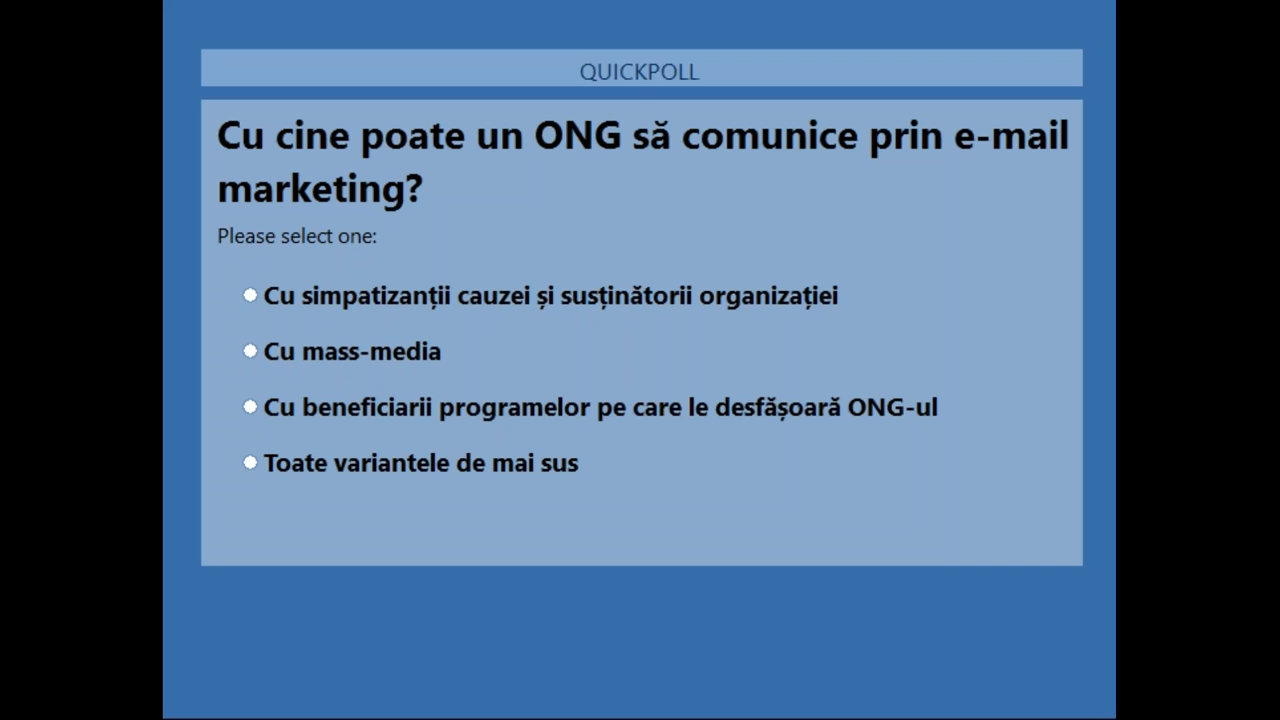 QUICKPOLL
Cu cine poate un ONG să comunice prin e-mail
marketing?
Please select one:
Cu simpatizanții cauzei și susținătorii organizației
Cu mass-media
Cu beneficiarii programelor pe care le desfășoară ONG-ul
Toate variantele de mai sus